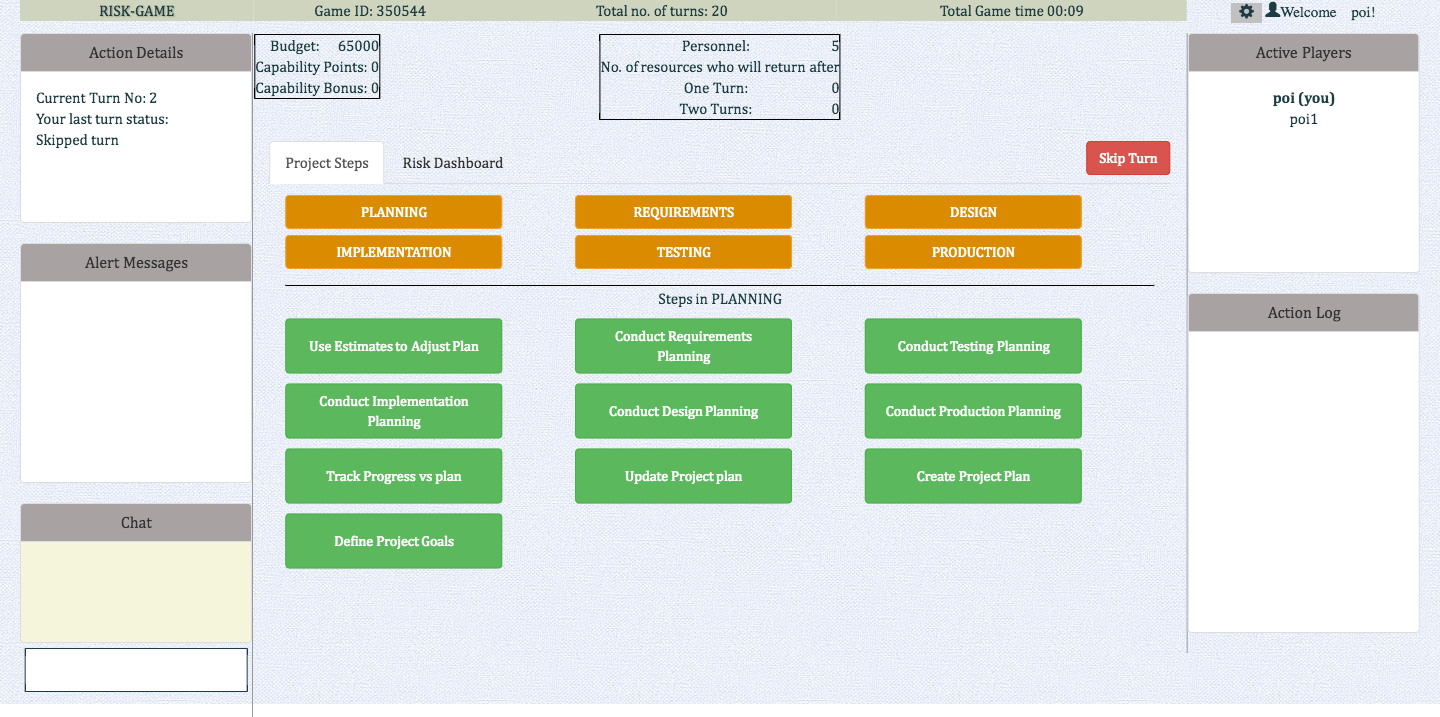 RISK-GAME
Game ID: 350544
Total no. of turns: 20
Total Game time 00:09
Welcome poi!
Action Details
Current Turn No: 2
Your last turn status:
Skipped turn
Alert Messages
Chat
Budget: 65000
Capability Points: 0
Capability Bonus: 0
Personnel: 5
No. of resources who will return after
One Turn: 0
Two Turns: 0
Project Steps
Risk Dashboard
Skip Turn
PLANNING
REQUIREMENTS
DESIGN
IMPLEMENTATION
TESTING
PRODUCTION
Steps in PLANNING
Use Estimates to Adjust Plan
Conduct Requirements
Planning
Conduct Testing Planning
Conduct Implementation
Planning
Conduct Design Planning
Conduct Production Planning
Track Progress vs plan
Update Project plan
Create Project Plan
Define Project Goals
Active Players
poi (you)
poi1
Action Log